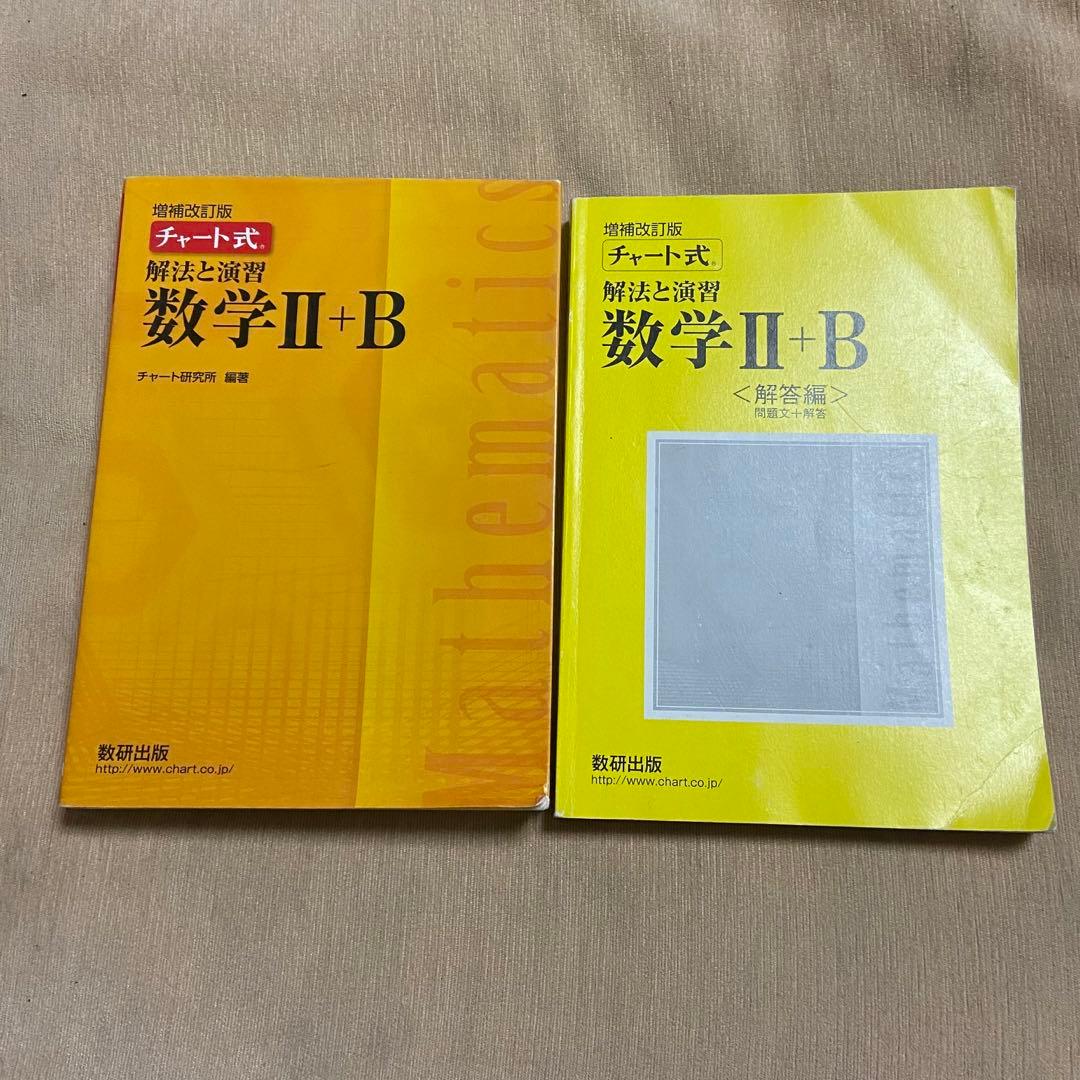 増補改訂版
チャート式®
解法と演習
数学Ⅱ+B
チャート研究所 編著
Mathematics
数研出版
http://www.chart.co.jp/
増補改訂版
チャート式®
解法と演習
数学Ⅱ+B
<解答編>
問題文+解答
Mathematics
数研出版
http://www.chart.co.jp/